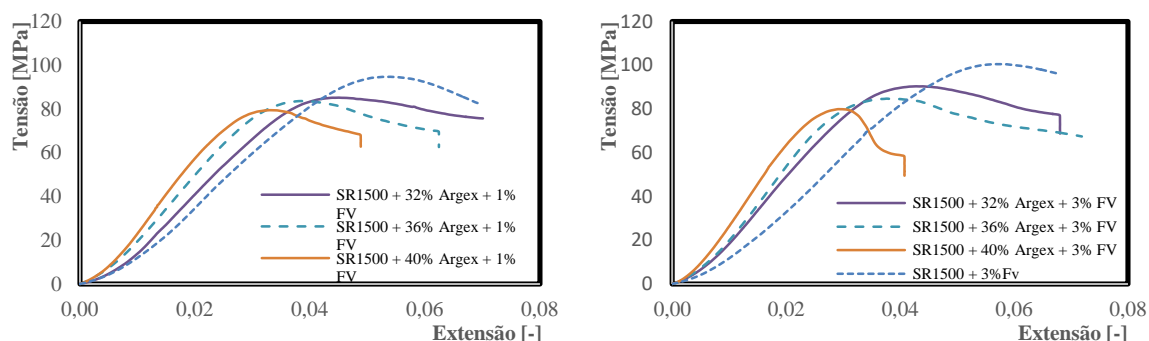 120
100
80
60
40
20
0
Tensão [MPa]
SR1500 + 32% Argex + 1%
FV
SR1500 + 36% Argex + 1%
FV
SR1500 + 40% Argex + 1%
FV
0,00 0,02 0,04 0,06 0,08
Extensão [-]
120
100
80
60
40
20
0
Tensão [MPa]
SR1500 + 32% Argex + 3% FV
SR1500 + 36% Argex + 3% FV
SR1500 + 40% Argex + 3% FV
SR1500 + 3%Fv
0,00 0,02 0,04 0,06 0,08
Extensão [-]